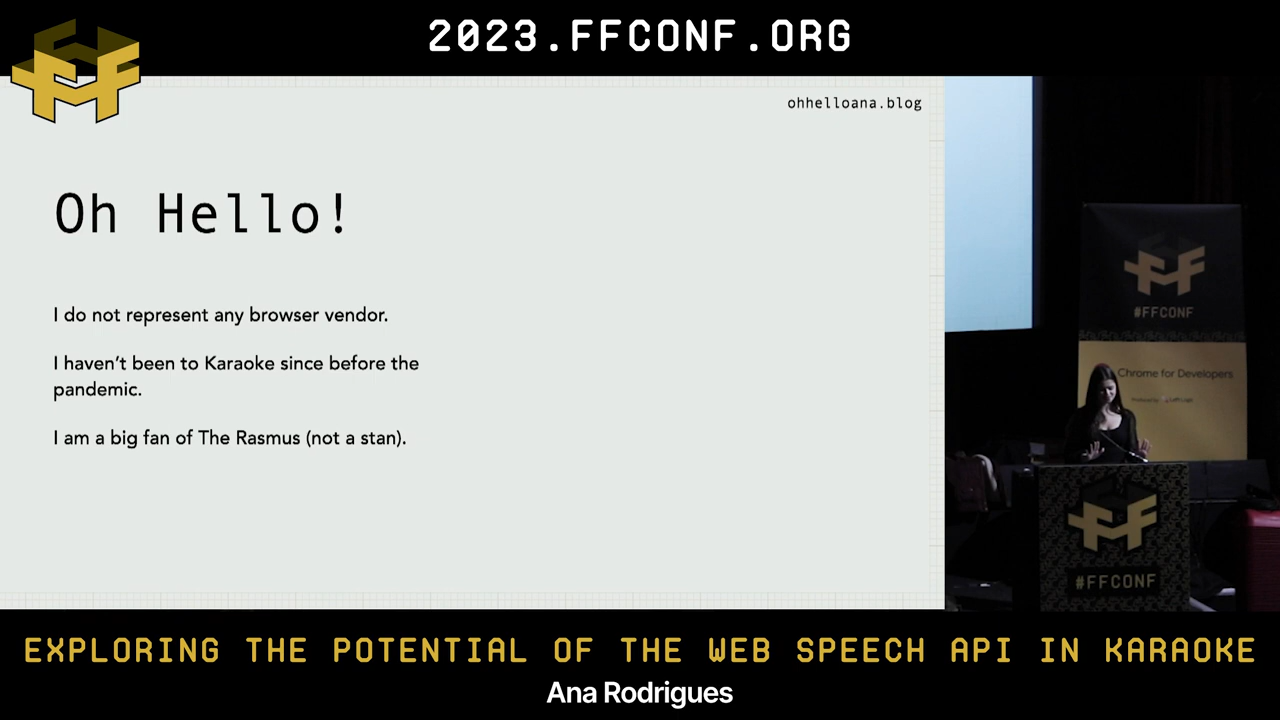 2023.FFCONF.ORG
ohhelloana.blog
Oh Hello!
I do not represent any browser vendor.
I haven't been to Karaoke since before the
pandemic.
I am a big fan of The Rasmus (not a stan).
#FFCONF
Chrome for Developers
#FFCONF
EXPLORING THE POTENTIAL OF THE WEB SPEECH API IN KARAOKE
Ana Rodrigues